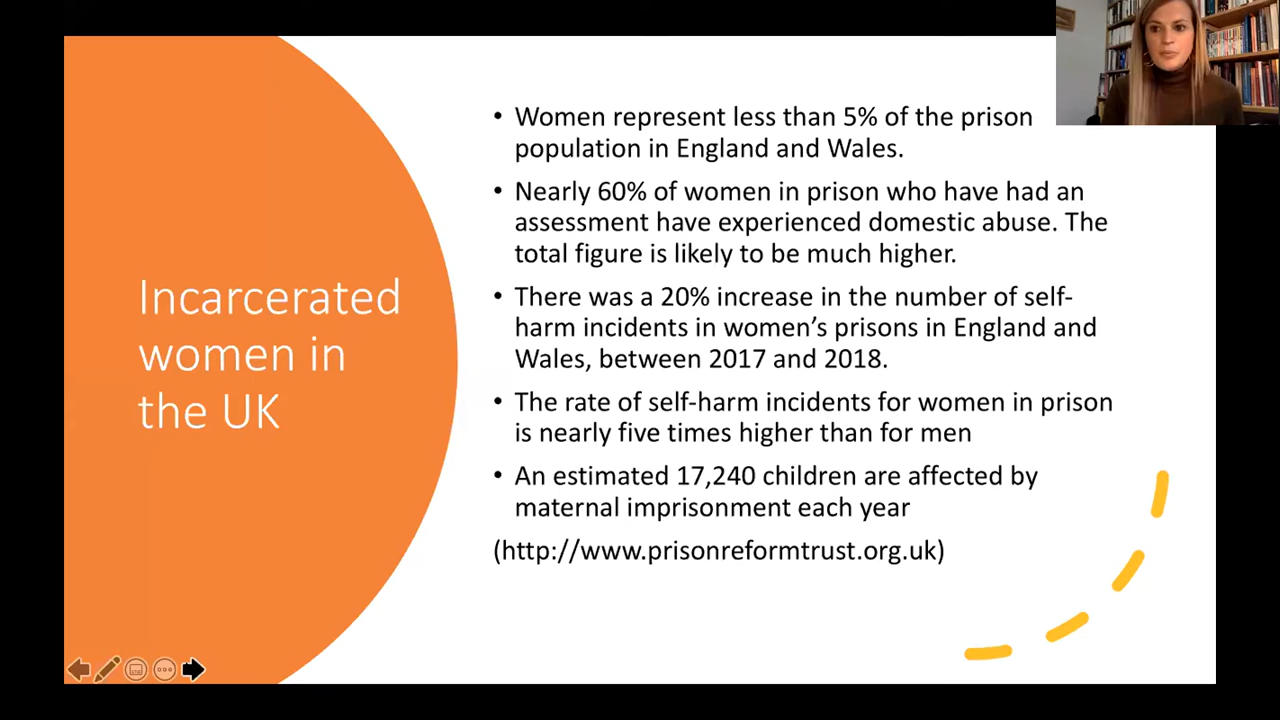 Incarcerated
women in
the UK
• Women represent less than 5% of the prison
population in England and Wales.
• Nearly 60% of women in prison who have had an
assessment have experienced domestic abuse. The
total figure is likely to be much higher.
• There was a 20% increase in the number of self-
harm incidents in women’s prisons in England and
Wales, between 2017 and 2018.
• The rate of self-harm incidents for women in prison
is nearly five times higher than for men
• An estimated 17,240 children are affected by
maternal imprisonment each year
(http://www.prisonreformtrust.org.uk)